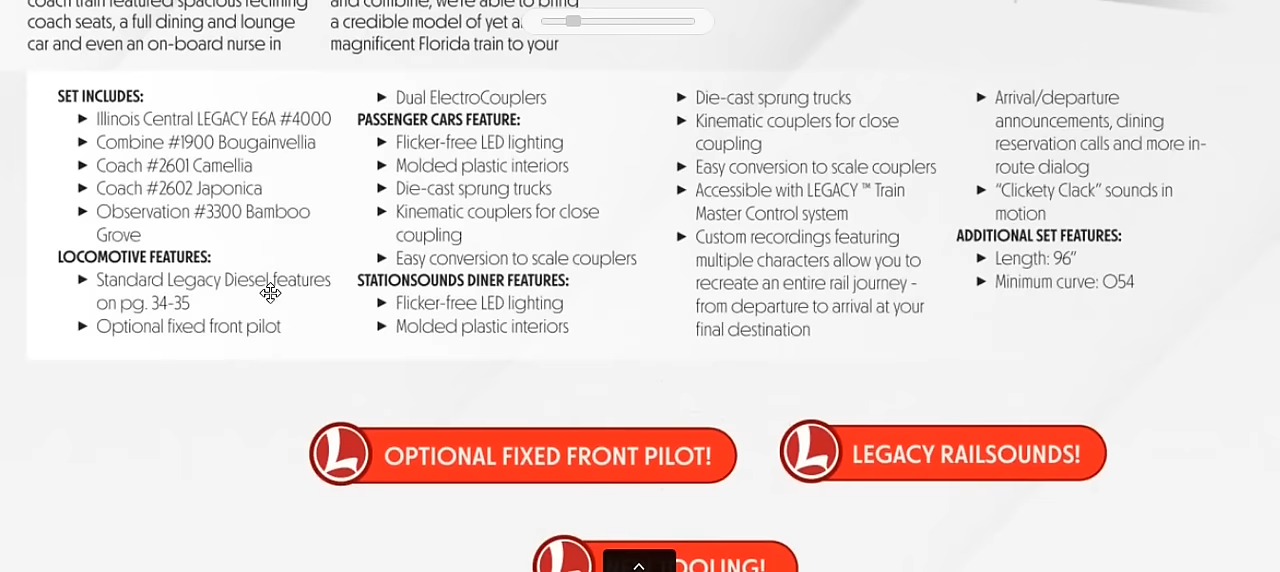 coach train featured spacious reclining
coach seats, a full dining and lounge
car and even an on-board nurse in
and combine, we're able to bring
a credible model of yet
magnificent Florida train to your
SET INCLUDES:
► Illinois Central LEGACY E6A #4000
► Combine #1900 Bougainvellia
► Coach #2601 Camellia
► Coach #2602 Japonica
► Observation #3300 Bamboo
Grove
LOCOMOTIVE FEATURES:
► Standard Legacy Diesel features
on pg. 34-35
► Optional fixed front pilot
► Dual ElectroCouplers
PASSENGER CARS FEATURE:
► Flicker-free LED lighting
► Molded plastic interiors
► Die-cast sprung trucks
► Kinematic couplers for close
coupling
► Easy conversion to scale couplers
STATIONSOUNDS DINER FEATURES:
► Flicker-free LED lighting
► Molded plastic interiors
► Die-cast sprung trucks
► Kinematic couplers for close
coupling
► Easy conversion to scale couplers
► Accessible with LEGACY ™ Train
Master Control system
► Custom recordings featuring
multiple characters allow you to
recreate an entire rail journey -
from departure to arrival at your
final destination
► Arrival/departure
announcements, dining
reservation calls and more in-
route dialog
► "Clickety Clack" sounds in
motion
ADDITIONAL SET FEATURES:
► Length: 96"
► Minimum curve: O54
L OPTIONAL FIXED FRONT PILOT!
L LEGACY RAILSOUNDS!